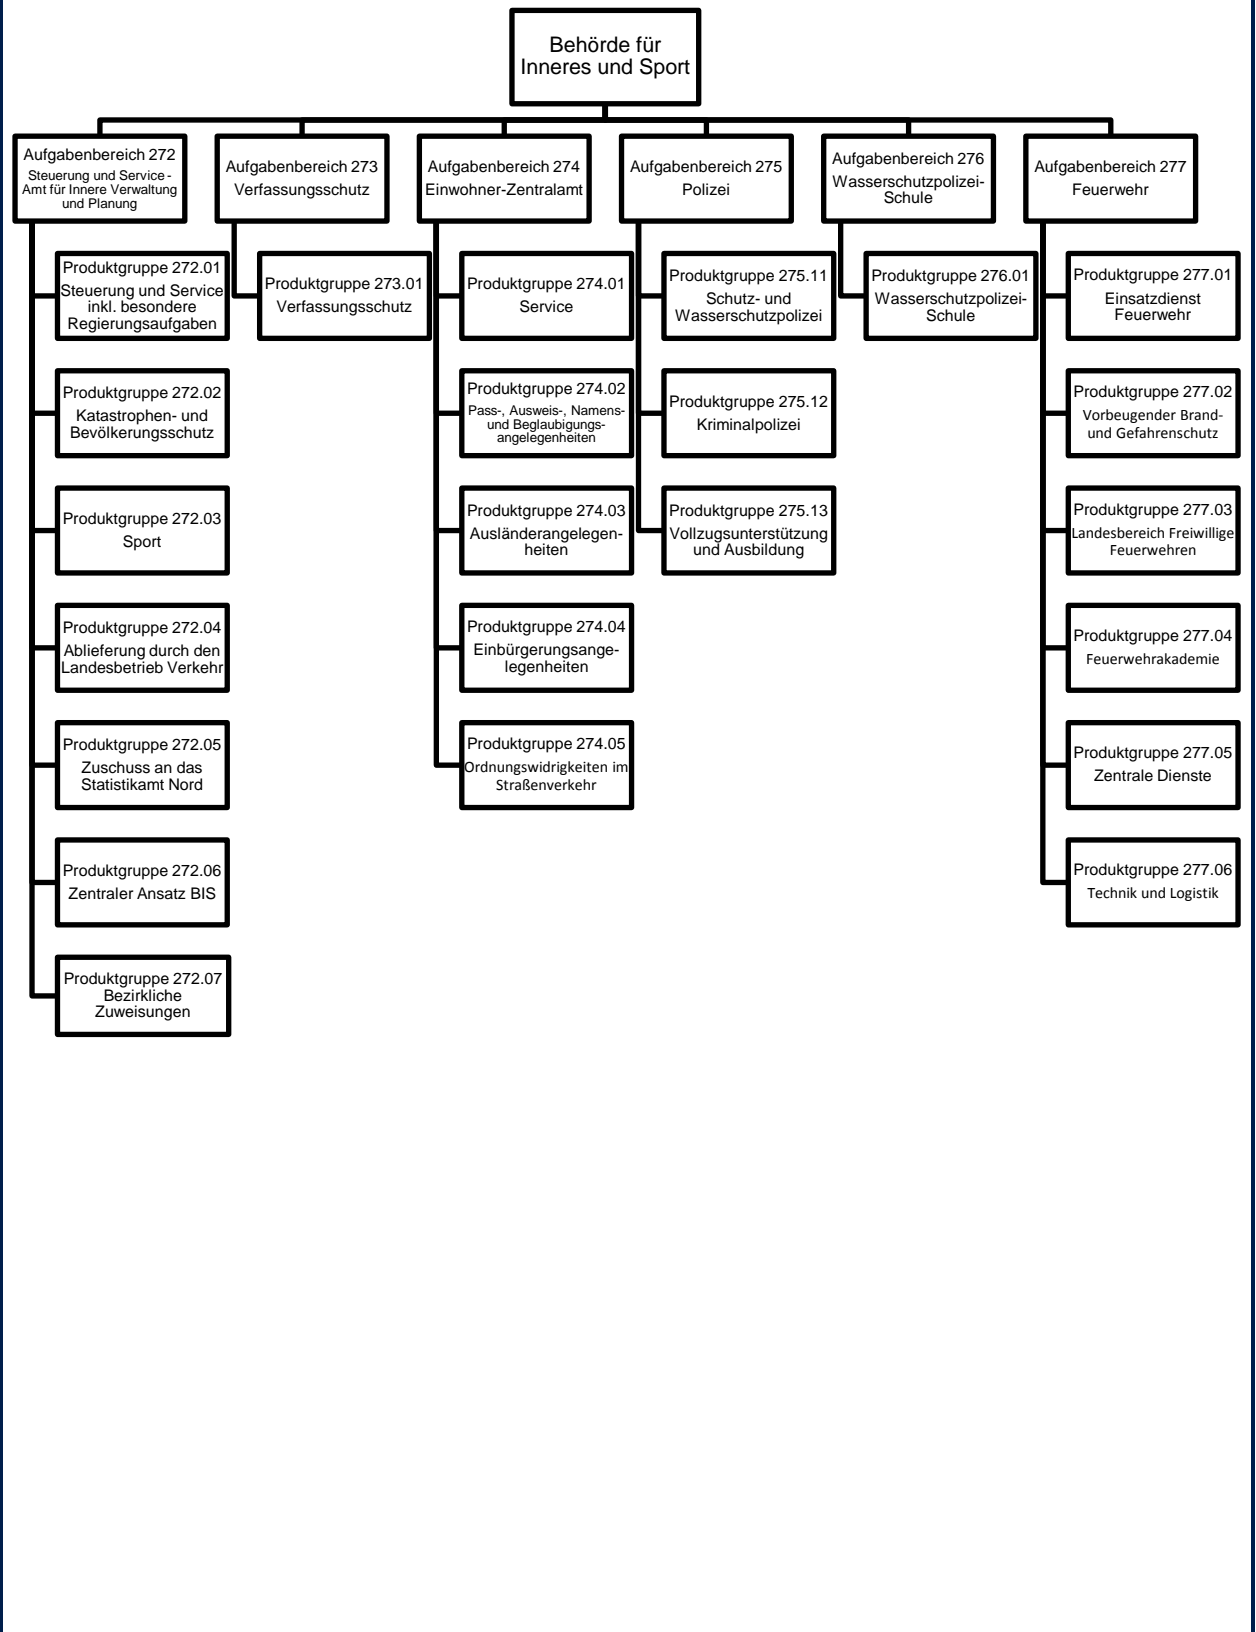 Behörde für
Inneres und Sport
Aufgabenbereich 272
Steuerung und Service -
Amt für Innere Verwaltung
und Planung
Aufgabenbereich 273
Verfassungsschutz
Aufgabenbereich 274
Einwohner-Zentralamt
Aufgabenbereich 275
Polizei
Aufgabenbereich 276
Wasserschutzpolizei-
Schule
Aufgabenbereich 277
Feuerwehr
Produktgruppe 272.01
Steuerung und Service
inkl. besondere
Regierungsaufgaben
Produktgruppe 272.02
Katastrophen- und
Bevölkerungsschutz
Produktgruppe 272.03
Sport
Produktgruppe 272.04
Ablieferung durch den
Landesbetrieb Verkehr
Produktgruppe 272.05
Zuschuss an das
Statistikamt Nord
Produktgruppe 272.06
Zentraler Ansatz BIS
Produktgruppe 272.07
Bezirkliche
Zuweisungen
Produktgruppe 273.01
Verfassungsschutz
Produktgruppe 274.01
Service
Produktgruppe 274.02
Pass-, Ausweis-, Namens-
und Beglaubigungs-
angelegenheiten
Produktgruppe 274.03
Ausländerangelegen-
heiten
Produktgruppe 274.04
Einbürgerungsange-
legenheiten
Produktgruppe 274.05
Ordnungswidrigkeiten im
Straßenverkehr
Produktgruppe 275.11
Schutz- und
Wasserschutzpolizei
Produktgruppe 275.12
Kriminalpolizei
Produktgruppe 275.13
Vollzugsunterstützung
und Ausbildung
Produktgruppe 276.01
Wasserschutzpolizei-
Schule
Produktgruppe 277.01
Einsatzdienst
Feuerwehr
Produktgruppe 277.02
Vorbeugender Brand-
und Gefahrenschutz
Produktgruppe 277.03
Landesbereich Freiwillige
Feuerwehren
Produktgruppe 277.04
Feuerwehrakademie
Produktgruppe 277.05
Zentrale Dienste
Produktgruppe 277.06
Technik und Logistik